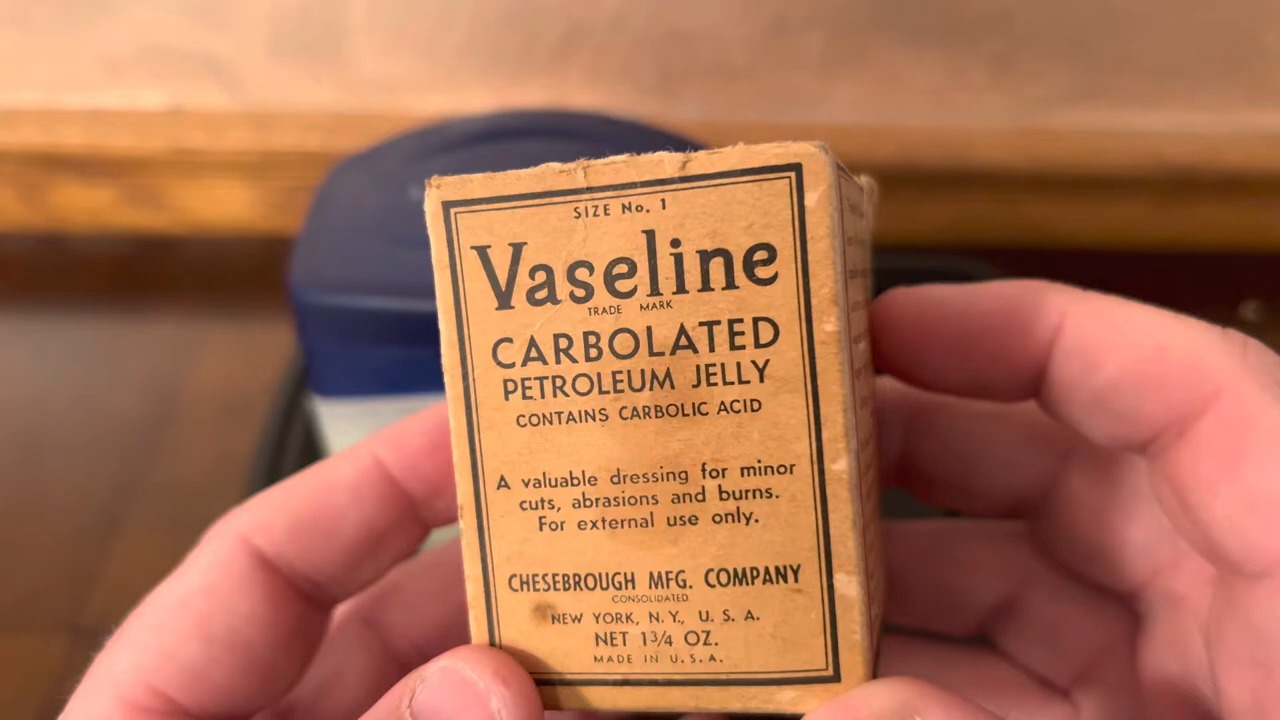 SIZE No. 1
Vaseline
TRADE MARK
CARBOLATED
PETROLEUM JELLY
CONTAINS CARBOLIC ACID
A valuable dressing for minor
cuts, abrasions and burns.
For external use only.
CHESEBROUGH MFG. COMPANY
CONSOLIDATED
NEW YORK, N.Y., U. S. A.
NET 1¾ OZ.
MADE IN U.S.A.